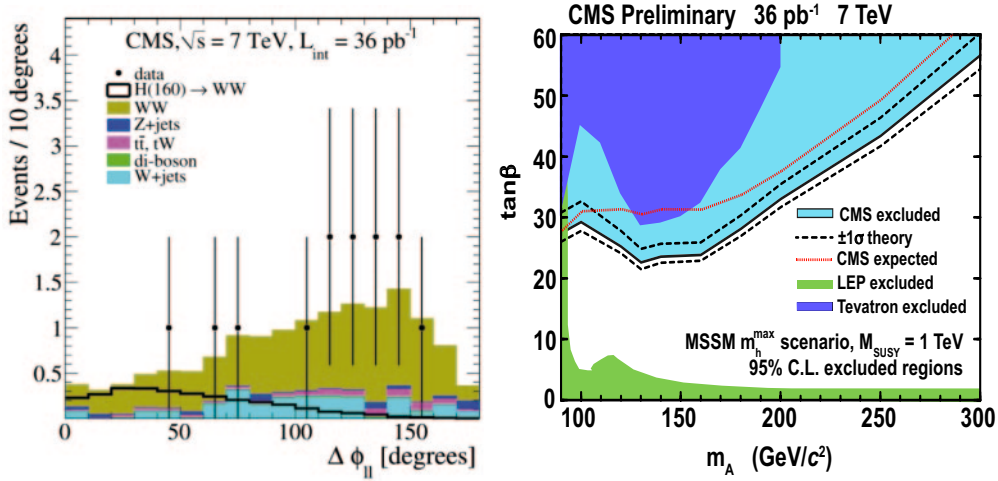 CMS, √s = 7 TeV, L_int = 36 pb⁻¹
data
H(160) → WW
WW
Z+jets
tt̄, tW
di-boson
W+jets
Events / 10 degrees
4
3.5
3
2.5
2
1.5
1
0.5
0 50 100 150
Δ ϕ_ll [degrees]
CMS Preliminary 36 pb⁻¹ 7 TeV
tanβ
60
50
40
30
20
10
0
CMS excluded
±1σ theory
CMS expected
LEP excluded
Tevatron excluded
MSSM m_h^max scenario, M_SUSY = 1 TeV
95% C.L. excluded regions
100 150 200 250 300
m_A (GeV/c²)